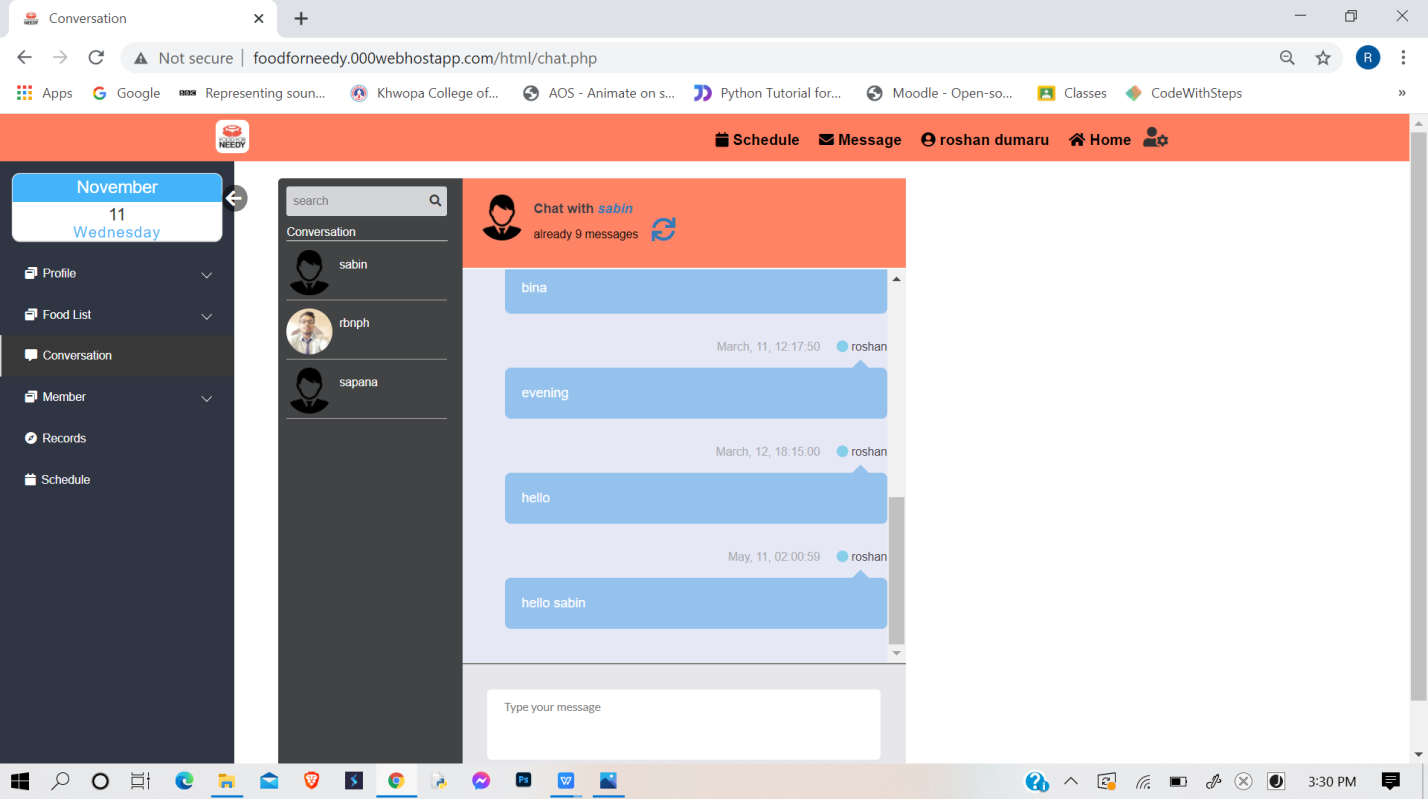 Conversation
Not secure | foodforneedy.000webhostapp.com/html/chat.php
R
Apps Google Representing soun... Khwopa College of... AOS - Animate on s... Python Tutorial for... Moodle - Open-so... Classes CodeWithSteps »
FOOD FOR
NEEDY
Schedule Message roshan dumaru Home
November
11
Wednesday
Profile
Food List
Conversation
Member
Records
Schedule
search
Conversation
sabin
rbnph
sapana
Chat with sabin
already 9 messages
bina
March, 11, 12:17:50 roshan
evening
March, 12, 18:15:00 roshan
hello
May, 11, 02:00:59 roshan
hello sabin
Type your message
Ps
3:30 PM